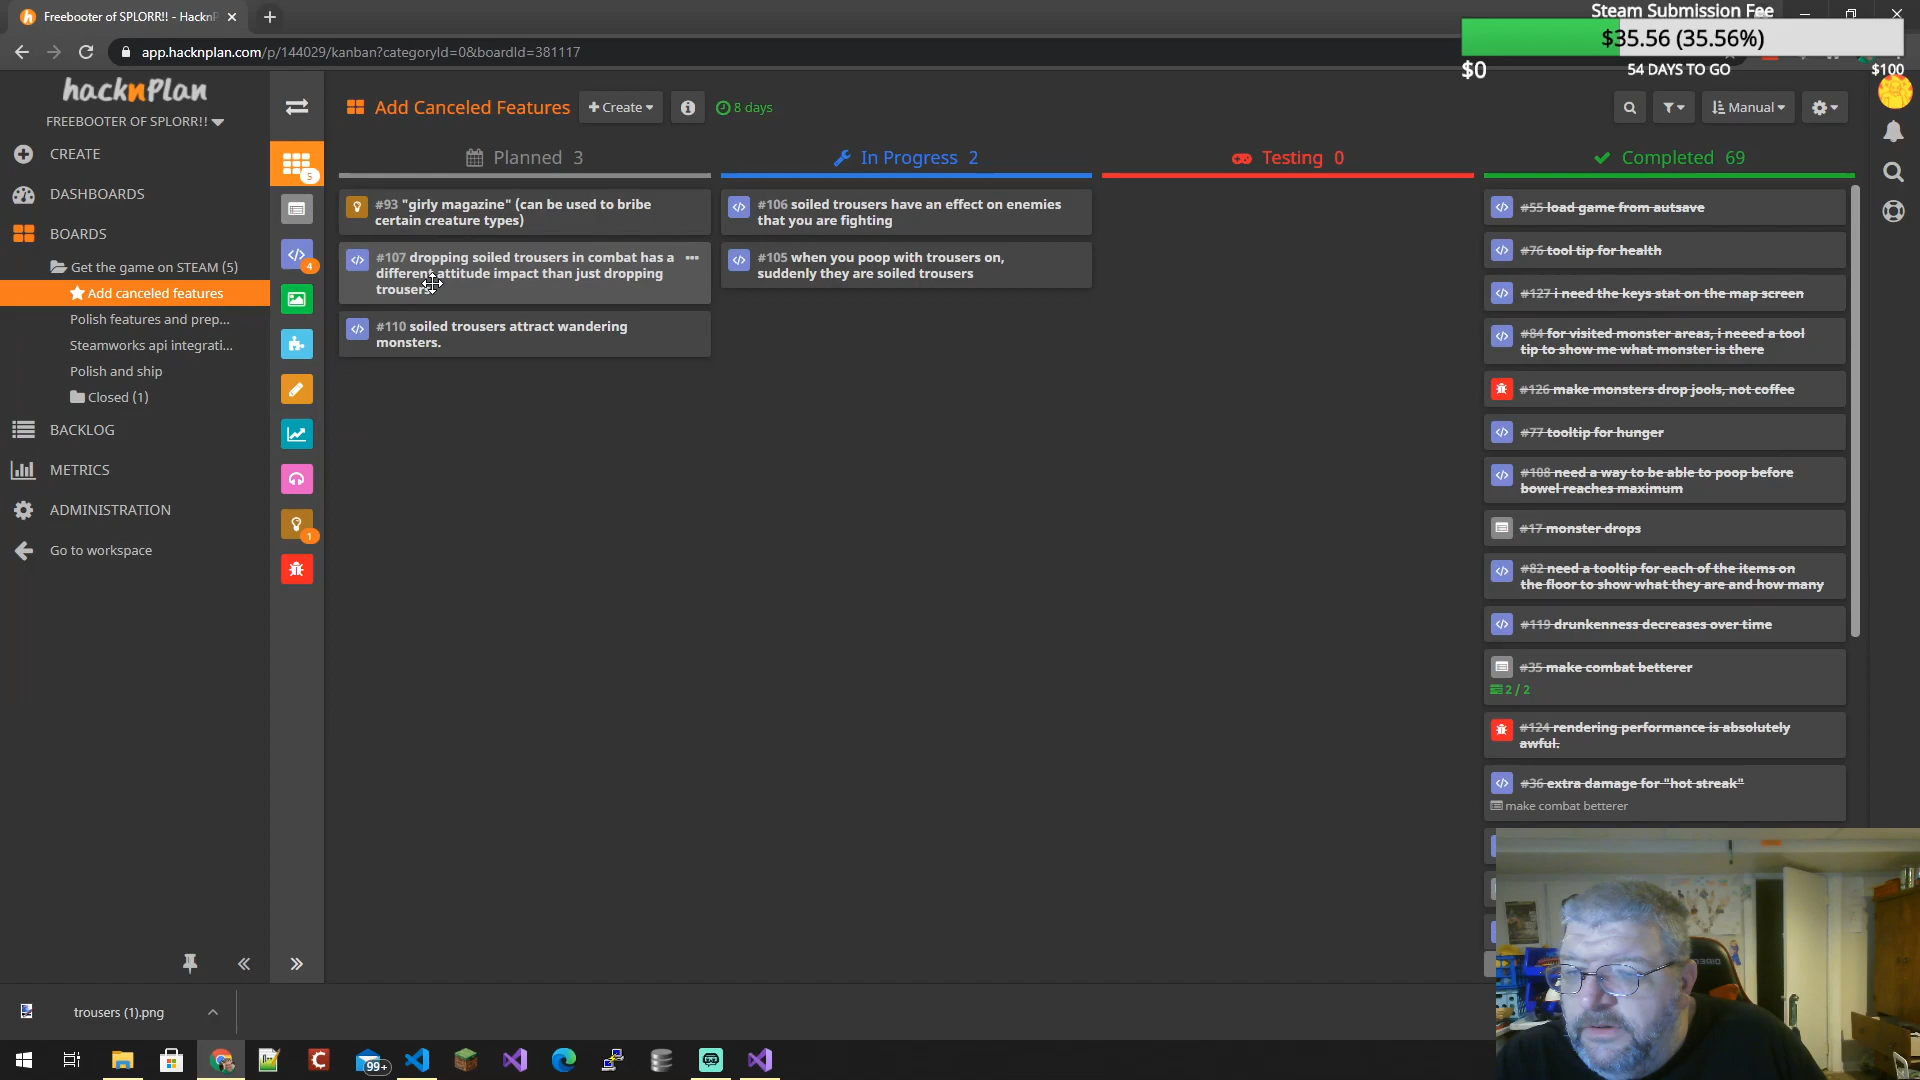 Freebooter of SPLORR!! - HacknP
Steam Submission Fee
$35.56 (35.56%)
$0
54 DAYS TO GO
$100
app.hacknplan.com/p/144029/kanban?categoryId=0&boardId=381117
hacknPlan
FREEBOOTER OF SPLORR!!
CREATE
DASHBOARDS
BOARDS
Get the game on STEAM (5)
Add canceled features
Polish features and prep...
Steamworks api integrati...
Polish and ship
Closed (1)
BACKLOG
METRICS
ADMINISTRATION
Go to workspace
5
4
1
Add Canceled Features
+ Create
8 days
Manual
Planned 3
#93 "girly magazine" (can be used to bribe
certain creature types)
#107 dropping soiled trousers in combat has a
different attitude impact than just dropping
trousers
#110 soiled trousers attract wandering
monsters.
In Progress 2
#106 soiled trousers have an effect on enemies
that you are fighting
#105 when you poop with trousers on,
suddenly they are soiled trousers
Testing 0
Completed 69
#55 load game from autsave
#76 tool tip for health
#127 i need the keys stat on the map screen
#84 for visited monster areas, i neeed a tool
tip to show me what monster is there
#126 make monsters drop jools, not coffee
#77 tooltip for hunger
#108 need a way to be able to poop before
bowel reaches maximum
#17 monster drops
#82 need a tooltip for each of the items on
the floor to show what they are and how many
#119 drunkenness decreases over time
#35 make combat betterer
2 / 2
#124 rendering performance is absolutely
awful.
#36 extra damage for "hot streak"
make combat betterer
trousers (1).png
99+